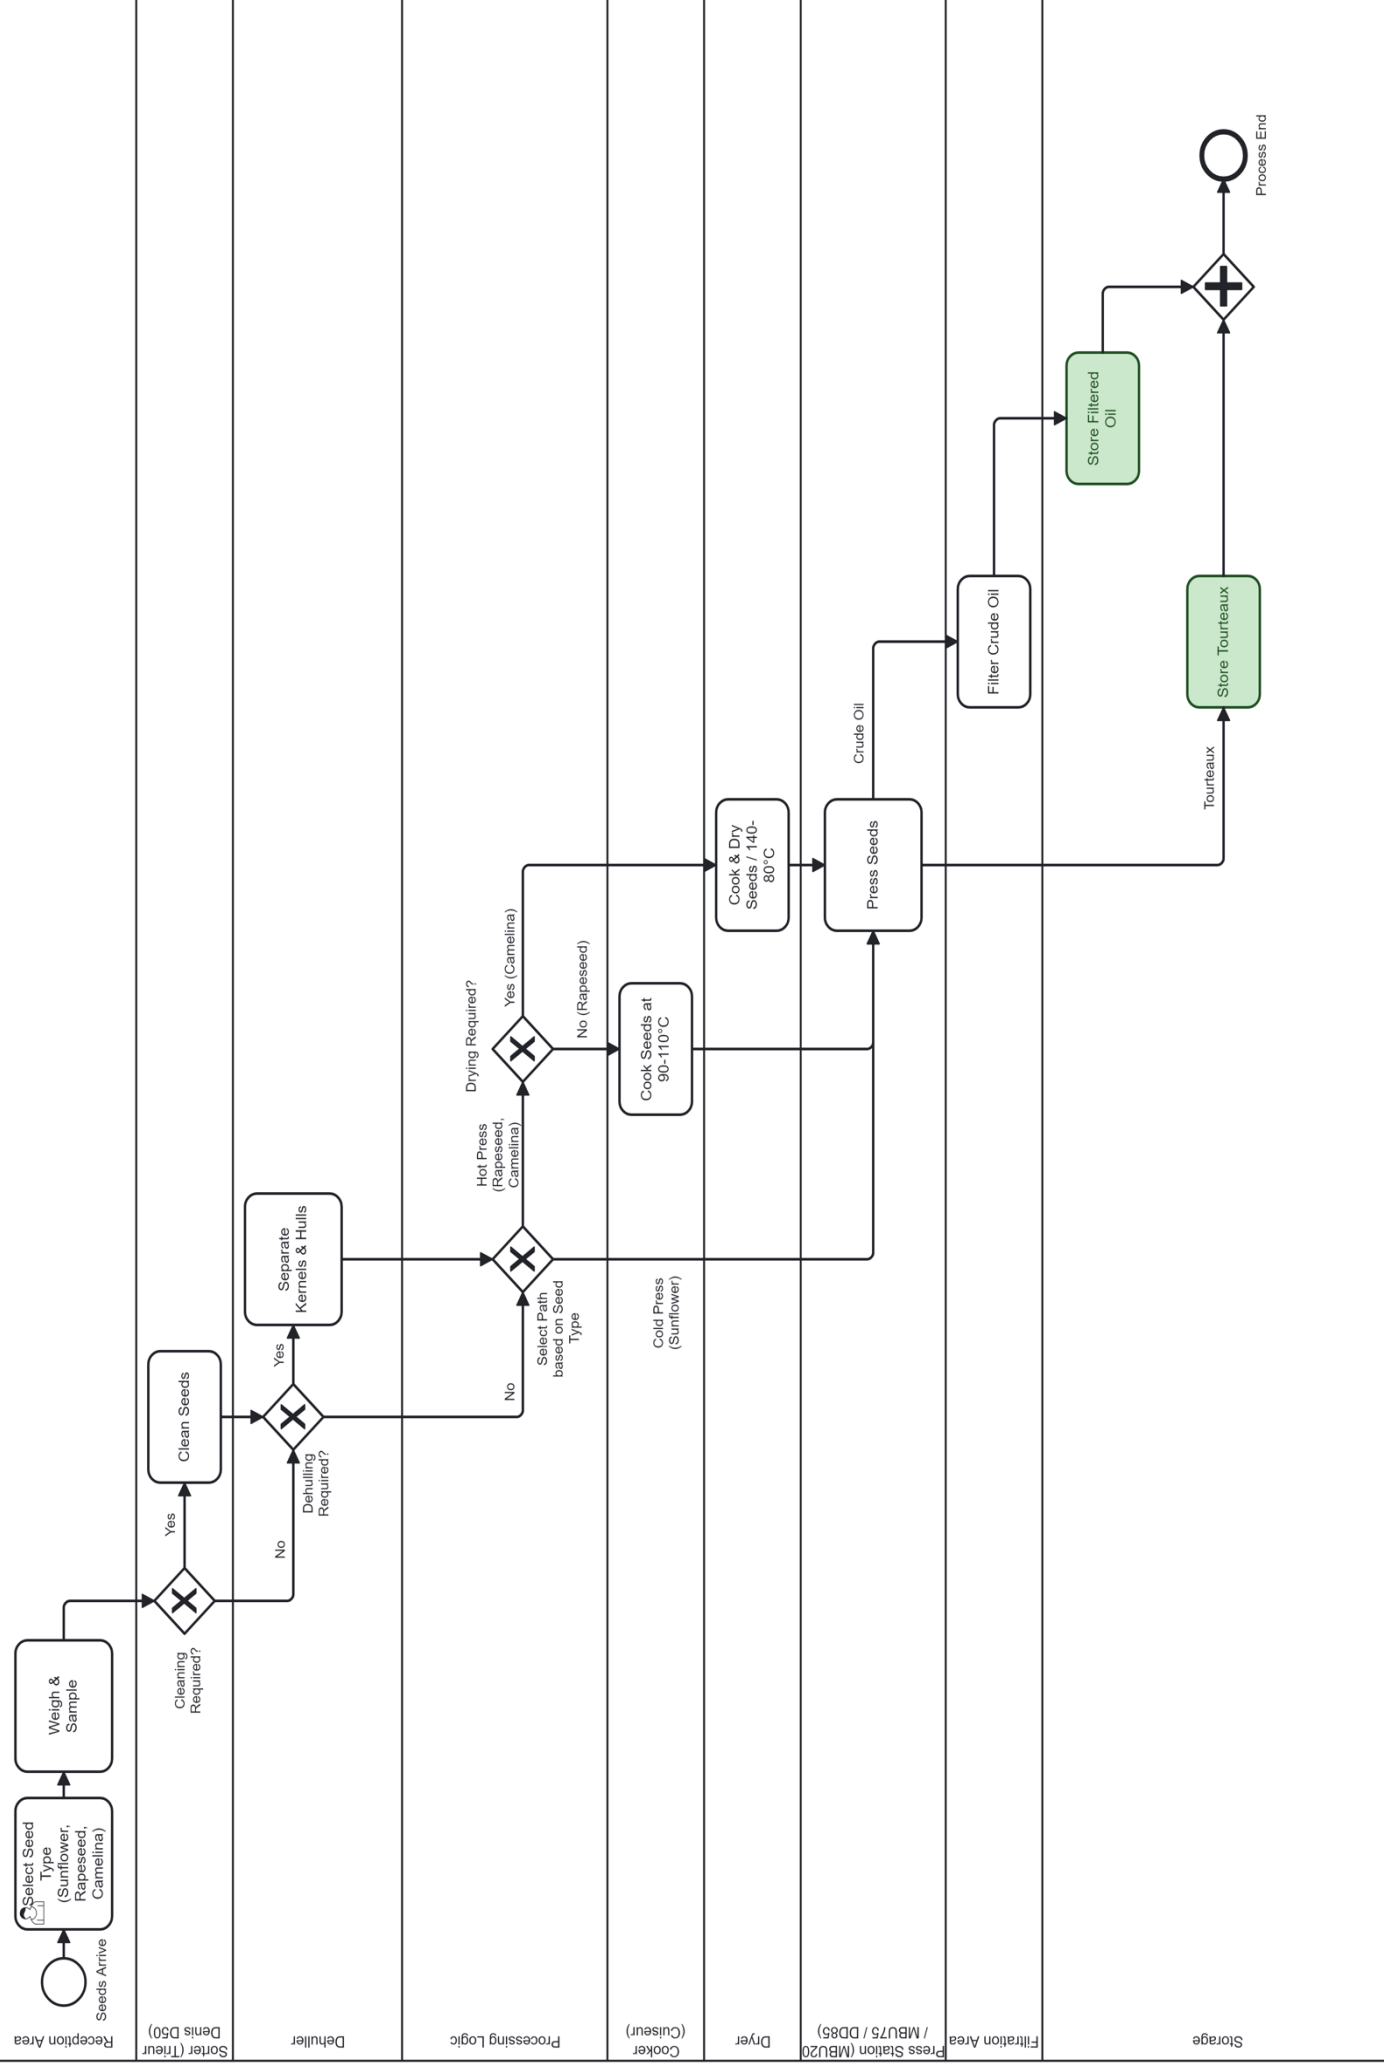 Reception Area
Seeds Arrive
Select Seed
Type
(Sunflower,
Rapeseed,
Camelina)
Weigh &
Sample
Sorter (Trieur
Denis D50)
Cleaning
Required?
Yes
No
Clean Seeds
Dehuller
Dehulling
Required?
Yes
No
Separate
Kernels & Hulls
Processing Logic
Select Path
based on Seed
Type
Hot Press
(Rapeseed,
Camelina)
Cold Press
(Sunflower)
Drying Required?
Yes (Camelina)
No (Rapeseed)
Cooker
(Cuiseur)
Cook Seeds at
90-110°C
Dryer
Cook & Dry
Seeds / 140-
80°C
Press Station (MBU20
/ MBU75 / DD85)
Press Seeds
Crude Oil
Tourteaux
Filtration Area
Filter Crude Oil
Storage
Store Filtered
Oil
Store Tourteaux
Process End